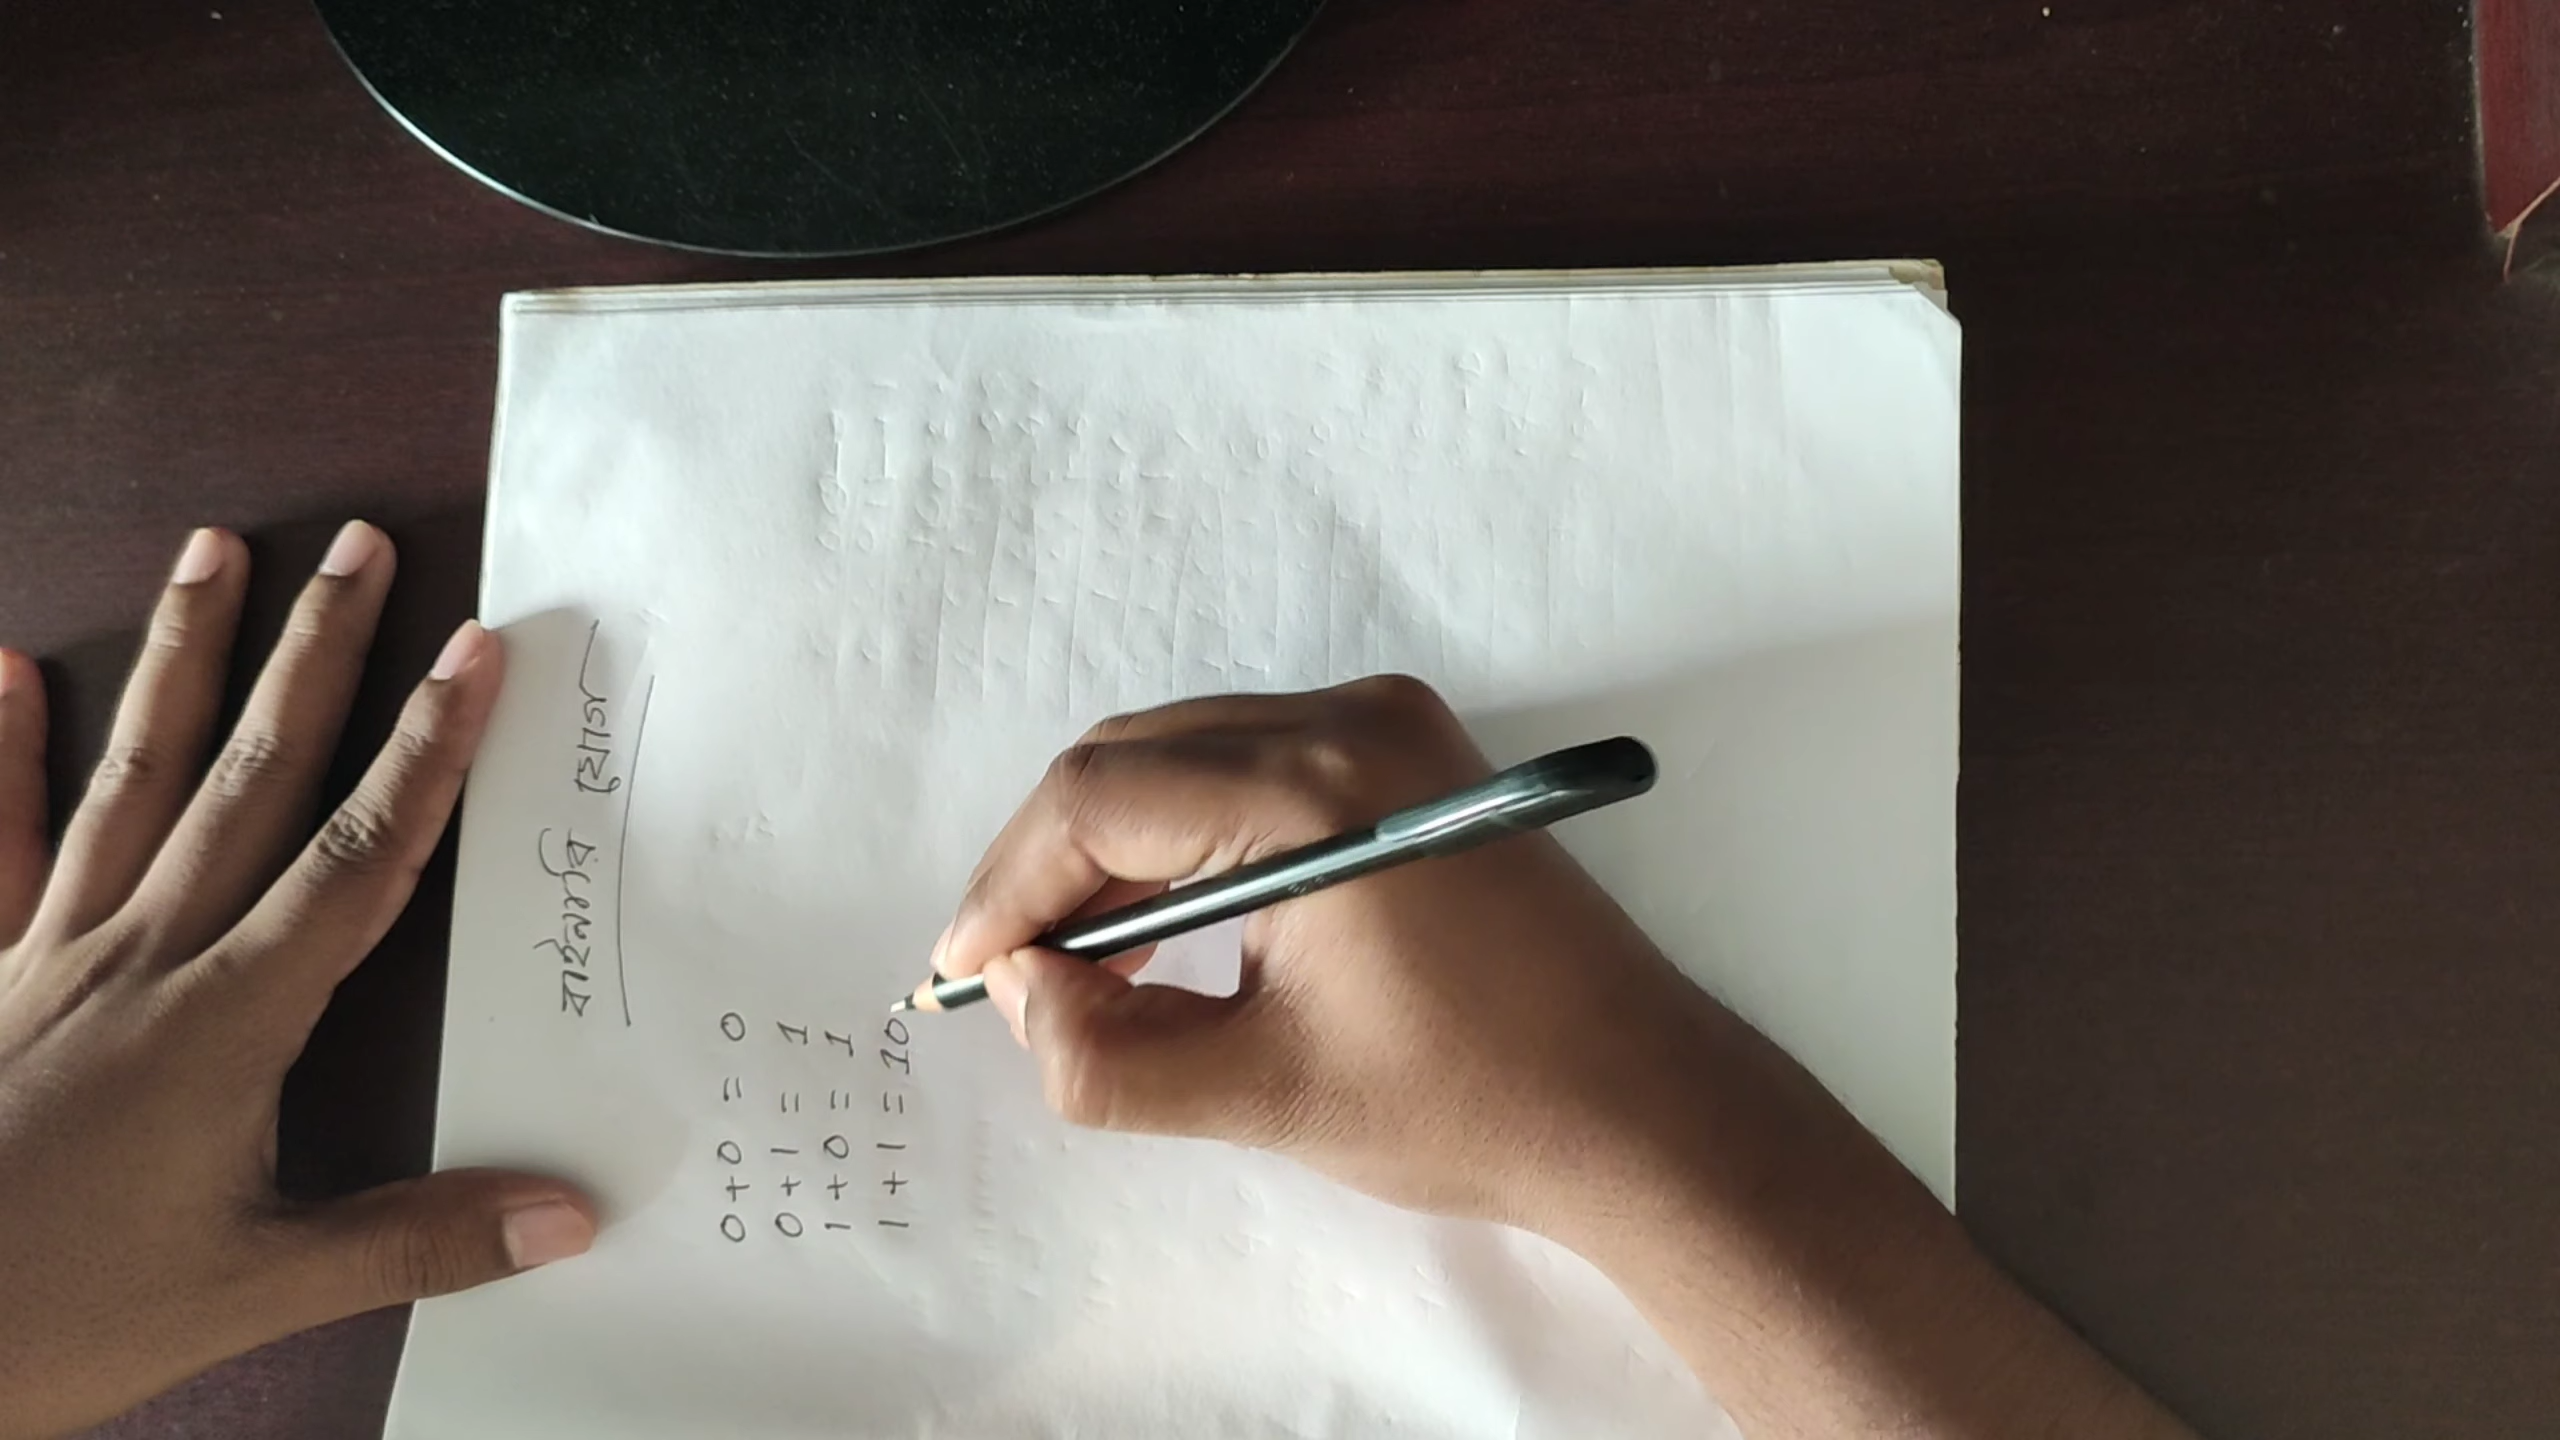 বাইনারি যোগ
0+0 = 0
0+1 = 1
1+0 = 1
1+1 = 10